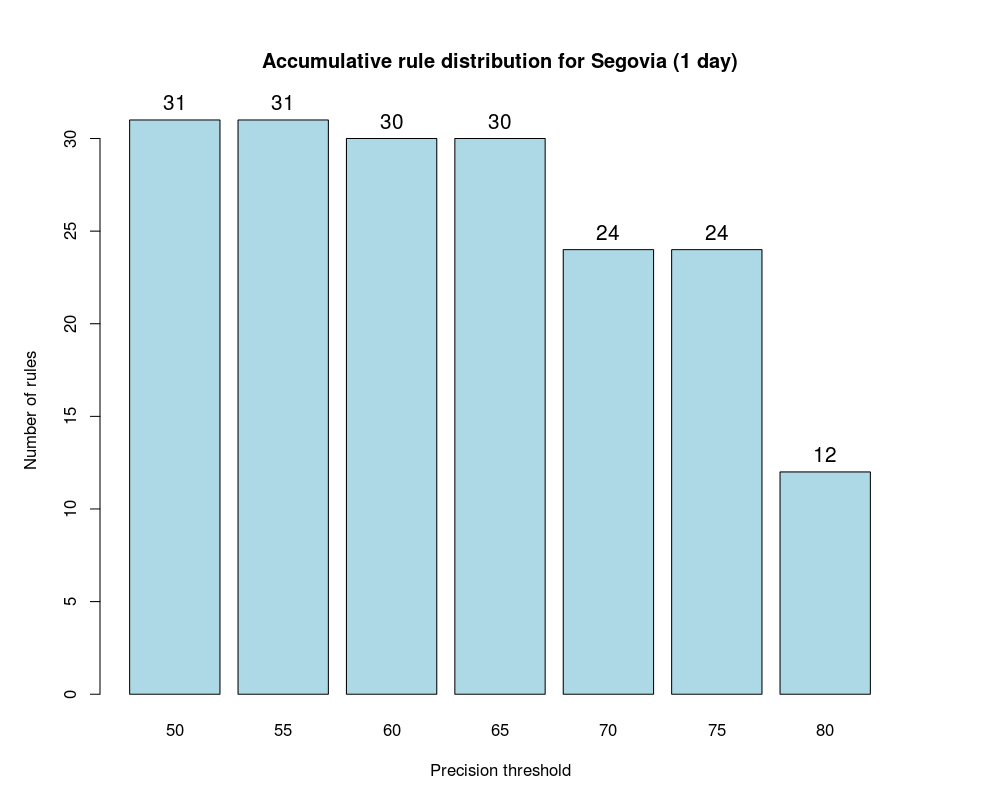 Accumulative rule distribution for Segovia (1 day)
31 31 30 30 24 24 12
30
25
20
15
10
5
0
Number of rules
50 55 60 65 70 75 80
Precision threshold